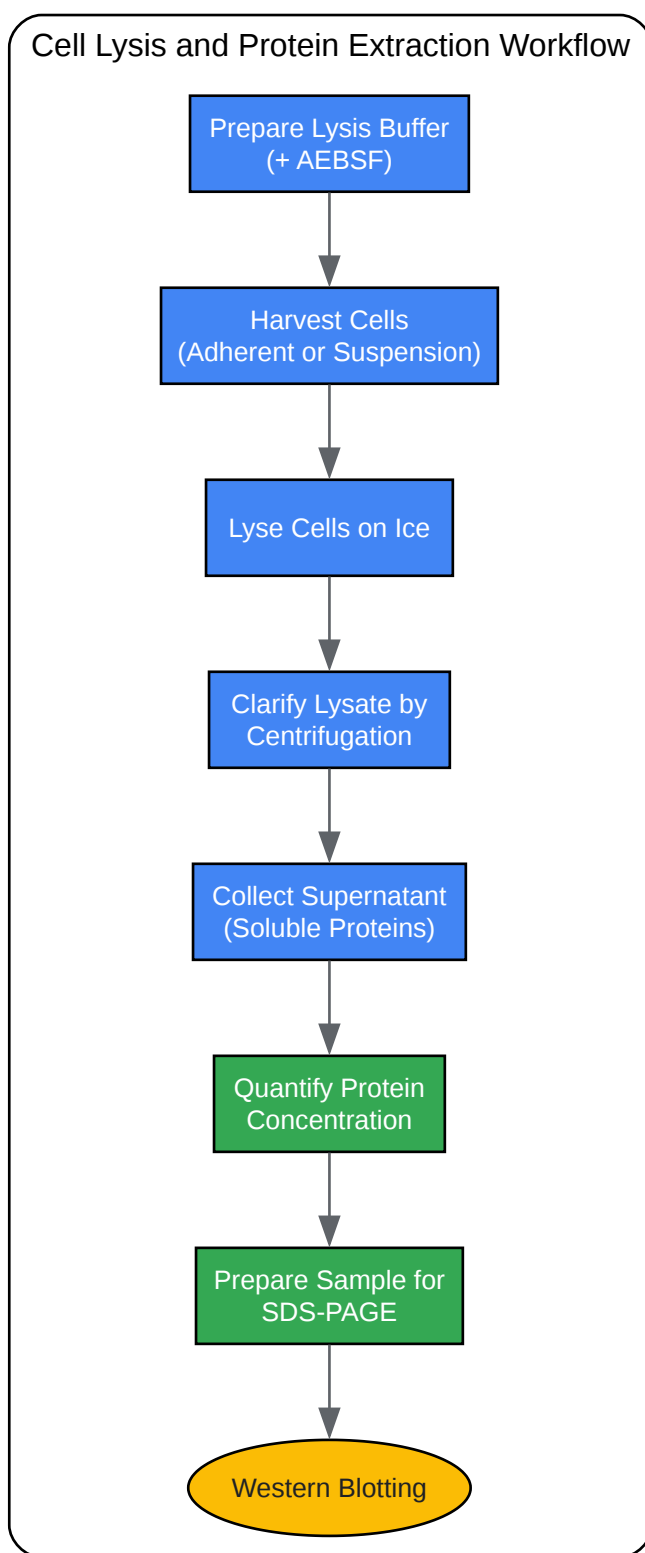 Cell Lysis and Protein Extraction Workflow
Prepare Lysis Buffer
(+ AEBSF)
Harvest Cells
(Adherent or Suspension)
Lyse Cells on Ice
Clarify Lysate by
Centrifugation
Collect Supernatant
(Soluble Proteins)
Quantify Protein
Concentration
Prepare Sample for
SDS-PAGE
Western Blotting